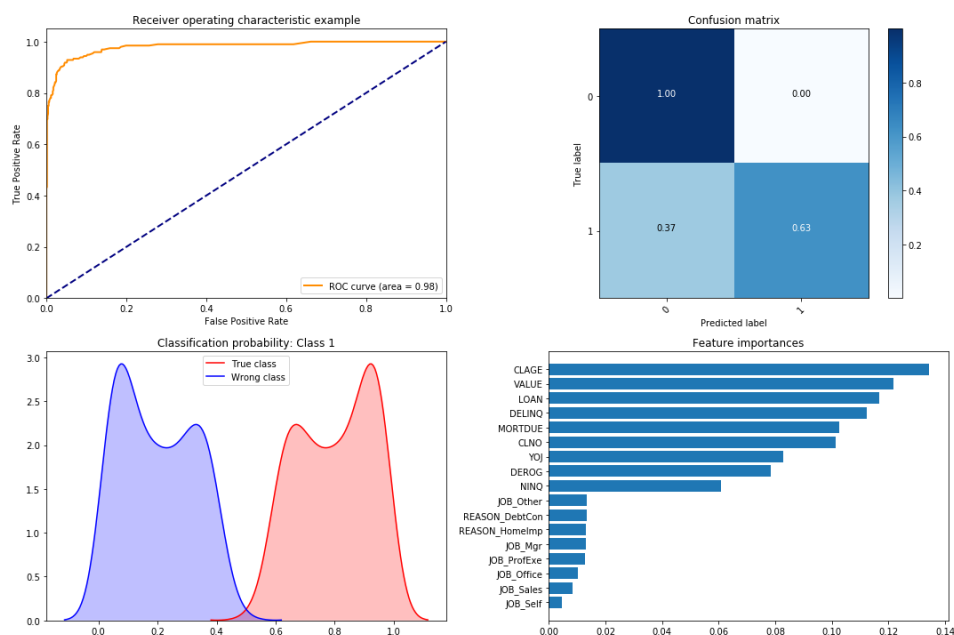 Receiver operating characteristic example
1.0
0.8
0.6
0.4
0.2
0.0
True Positive Rate
ROC curve (area = 0.98)
0.0 0.2 0.4 0.6 0.8 1.0
False Positive Rate
Confusion matrix
0
1
True label
1.00 0.00
0.37 0.63
0 1
Predicted label
0.8
0.6
0.4
0.2
Classification probability: Class 1
True class
Wrong class
3.0
2.5
2.0
1.5
1.0
0.5
0.0
0.0 0.2 0.4 0.6 0.8 1.0
Feature importances
CLAGE
VALUE
LOAN
DELINQ
MORTDUE
CLNO
YOJ
DEROG
NINQ
JOB_Other
REASON_DebtCon
REASON_HomeImp
JOB_Mgr
JOB_ProfExe
JOB_Office
JOB_Sales
JOB_Self
0.00 0.02 0.04 0.06 0.08 0.10 0.12 0.14